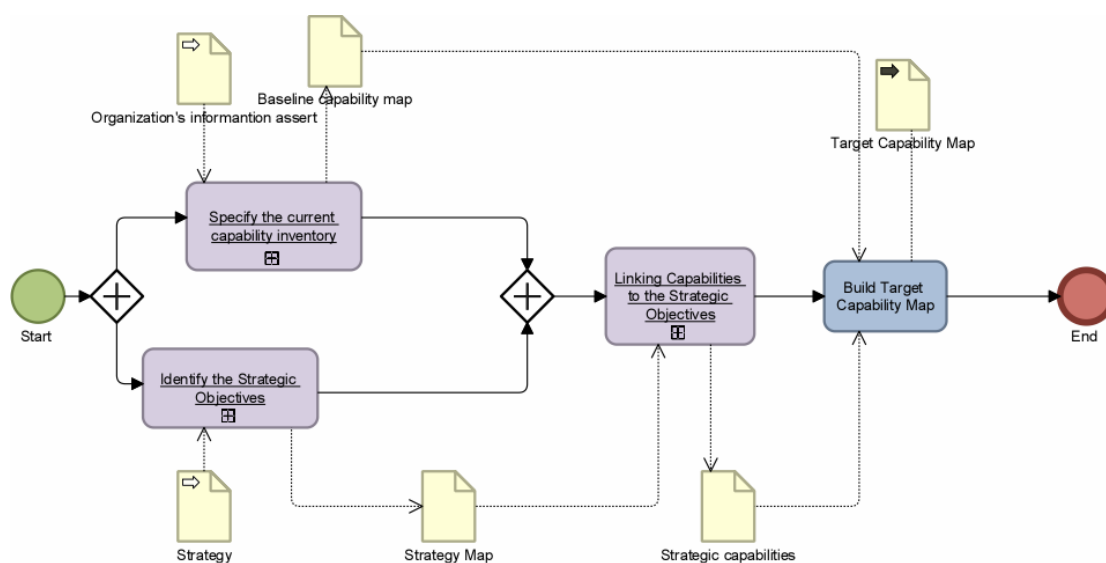 Baseline capability map
Organization's informantion assert
Target Capability Map
Specify the current
capability inventory
Linking Capabilities
to the Strategic
Objectives
Build Target
Capability Map
Start
End
Identify the Strategic
Objectives
Strategy
Strategy Map
Strategic capabilities